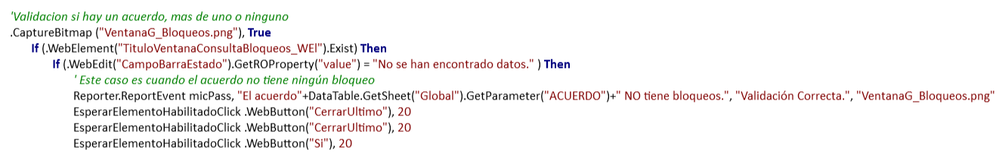 'Validacion si hay un acuerdo, mas de uno o ninguno
.CaptureBitmap ("VentanaG_Bloqueos.png"), True
If (.WebElement("TituloVentanaConsultaBloqueos_WEl").Exist) Then
If (.WebEdit("CampoBarraEstado").GetROProperty("value") = "No se han encontrado datos." ) Then
' Este caso es cuando el acuerdo no tiene ningún bloqueo
Reporter.ReportEvent micPass, "El acuerdo"+DataTable.GetSheet("Global").GetParameter("ACUERDO")+" NO tiene bloqueos.", "Validación Correcta.", "VentanaG_Bloqueos.png"
EsperarElementoHabilitadoClick .WebButton("CerrarUltimo"), 20
EsperarElementoHabilitadoClick .WebButton("CerrarUltimo"), 20
EsperarElementoHabilitadoClick .WebButton("Si"), 20